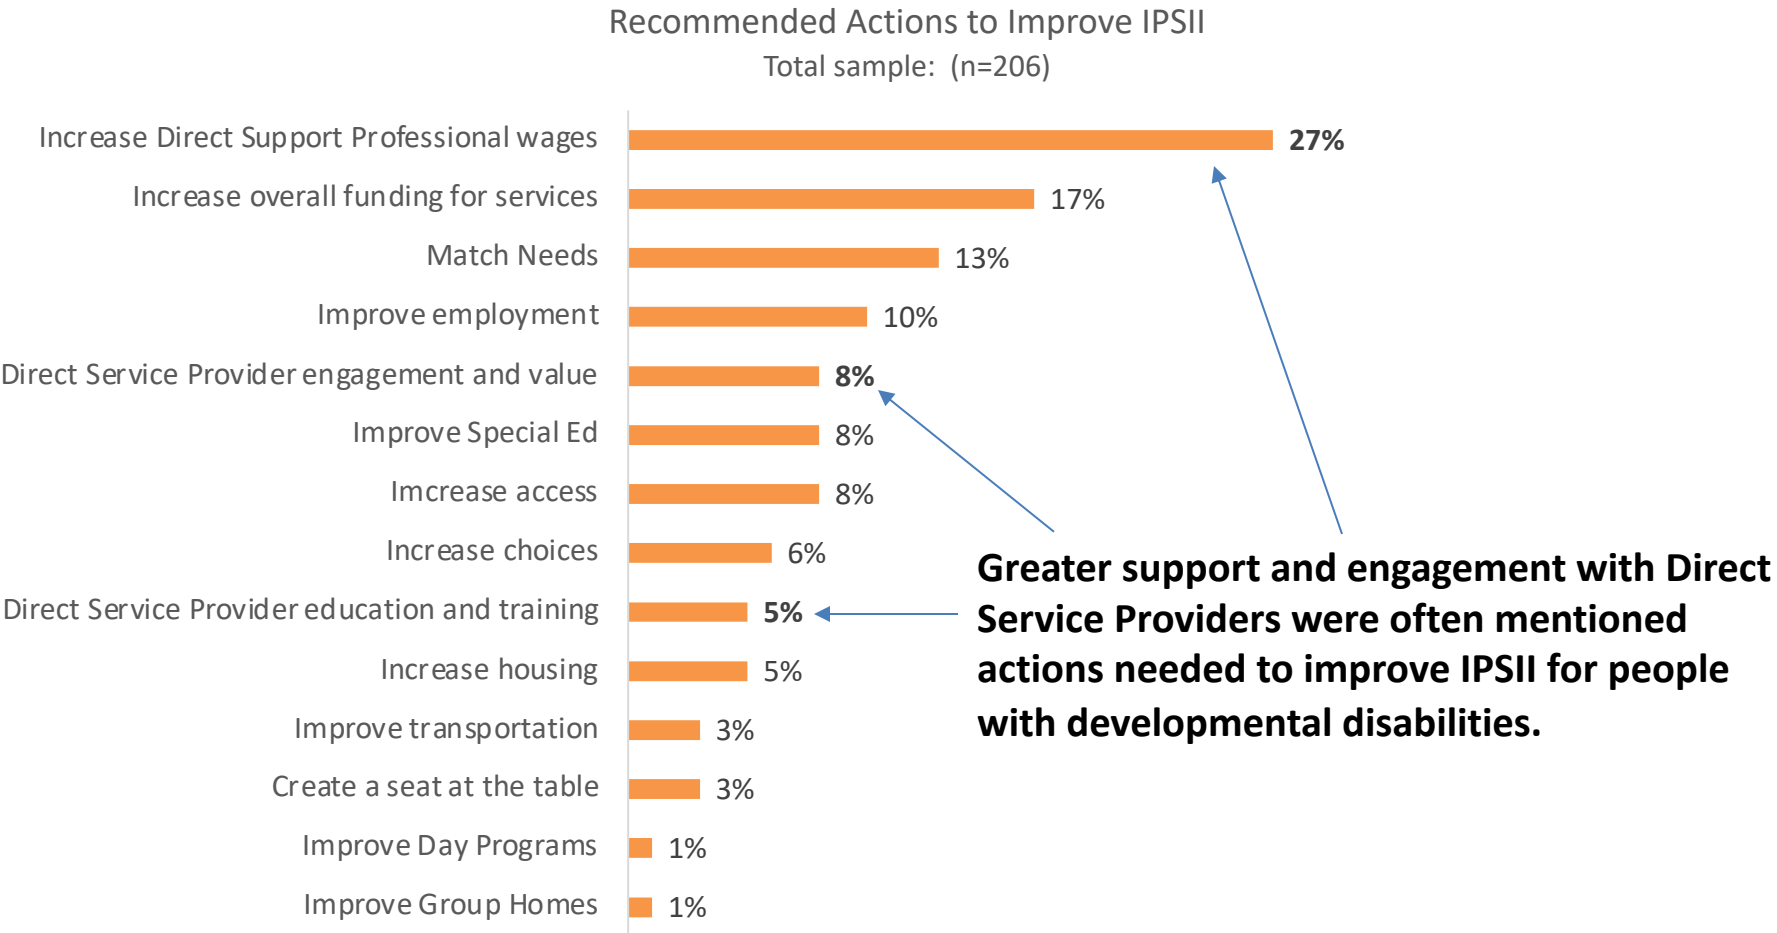 Recommended Actions to Improve IPSII
Total sample:  (n=206)
Increase Direct Support Professional wages 27%
Increase overall funding for services 17%
Match Needs 13%
Improve employment 10%
Direct Service Provider engagement and value 8%
Improve Special Ed 8%
Imcrease access 8%
Increase choices 6%
Direct Service Provider education and training 5%
Increase housing 5%
Improve transportation 3%
Create a seat at the table 3%
Improve Day Programs 1%
Improve Group Homes 1%
Greater support and engagement with Direct
Service Providers were often mentioned
actions needed to improve IPSII for people
with developmental disabilities.